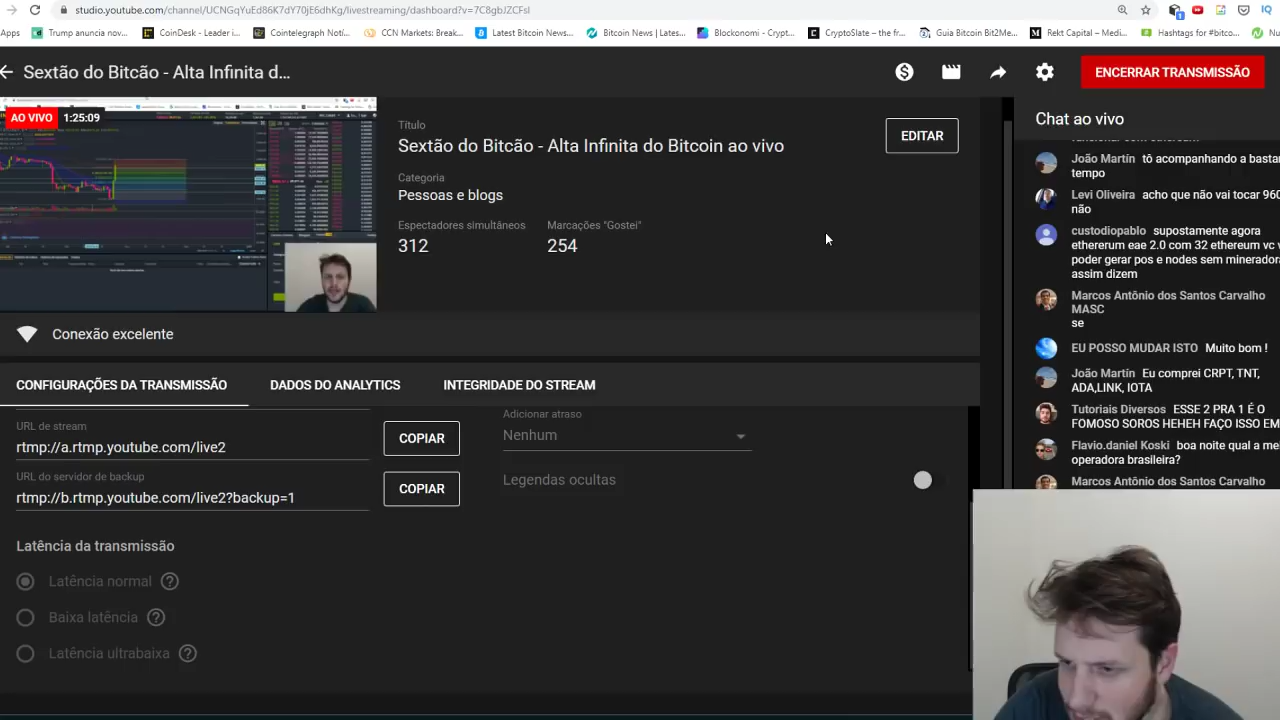 studio.youtube.com/channel/UCNGqYuEd86K7dY70jE6dhKg/livestreaming/dashboard?v=7C8gbJZCFsI
Apps Trump anuncia nov... CoinDesk - Leader i... Cointelegraph Notí... CCN Markets: Break... Latest Bitcoin News... Bitcoin News | Lates... Blockonomi - Crypt... CryptoSlate – the fr... Guia Bitcoin Bit2Me... Rekt Capital – Medi... Hashtags for #bitco...
Sextão do Bitcão - Alta Infinita d...
ENCERRAR TRANSMISSÃO
AO VIVO 1:25:09
Título
Sextão do Bitcão - Alta Infinita do Bitcoin ao vivo
EDITAR
Categoria
Pessoas e blogs
Espectadores simultâneos Marcações "Gostei"
312 254
Conexão excelente
CONFIGURAÇÕES DA TRANSMISSÃO DADOS DO ANALYTICS INTEGRIDADE DO STREAM
URL de stream
rtmp://a.rtmp.youtube.com/live2
COPIAR
URL do servidor de backup
rtmp://b.rtmp.youtube.com/live2?backup=1
COPIAR
Adicionar atraso
Nenhum
Legendas ocultas
Latência da transmissão
Latência normal
Baixa latência
Latência ultrabaixa
Chat ao vivo
João Martín tô acompanhando
tempo
Levi Oliveira acho que não vai
não
custodiopablo supostamente agora
ethererum eae 2.0 com 32 ethereum vc v
poder gerar pos e nodes sem minerador
assim dizem
Marcos Antônio dos Santos Carvalho
MASC
se
EU POSSO MUDAR ISTO Muito bom !
João Martín Eu comprei CRPT, TNT,
ADA,LINK, IOTA
Tutoriais Diversos ESSE 2 PRA 1 É O
FOMOSO SOROS HEHEH FAÇO ISSO EM
Flavio.daniel Koski boa noite qual a me
operadora brasileira?
Marcos Antônio dos Santos Carvalho